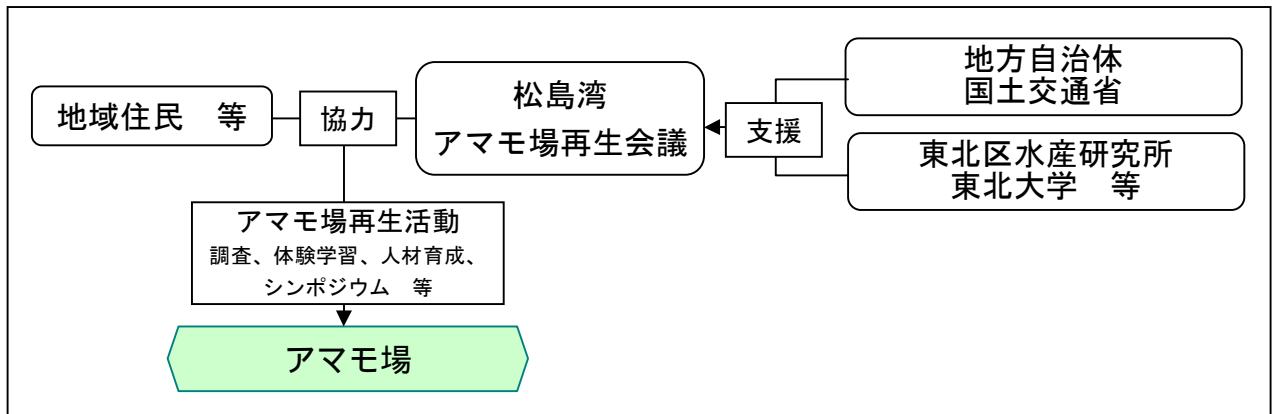 地方自治体
国土交通省
地域住民　等
協力
松島湾
アマモ場再生会議
支援
東北区水産研究所
東北大学　等
アマモ場再生活動
調査、体験学習、人材育成、
シンポジウム　等
アマモ場